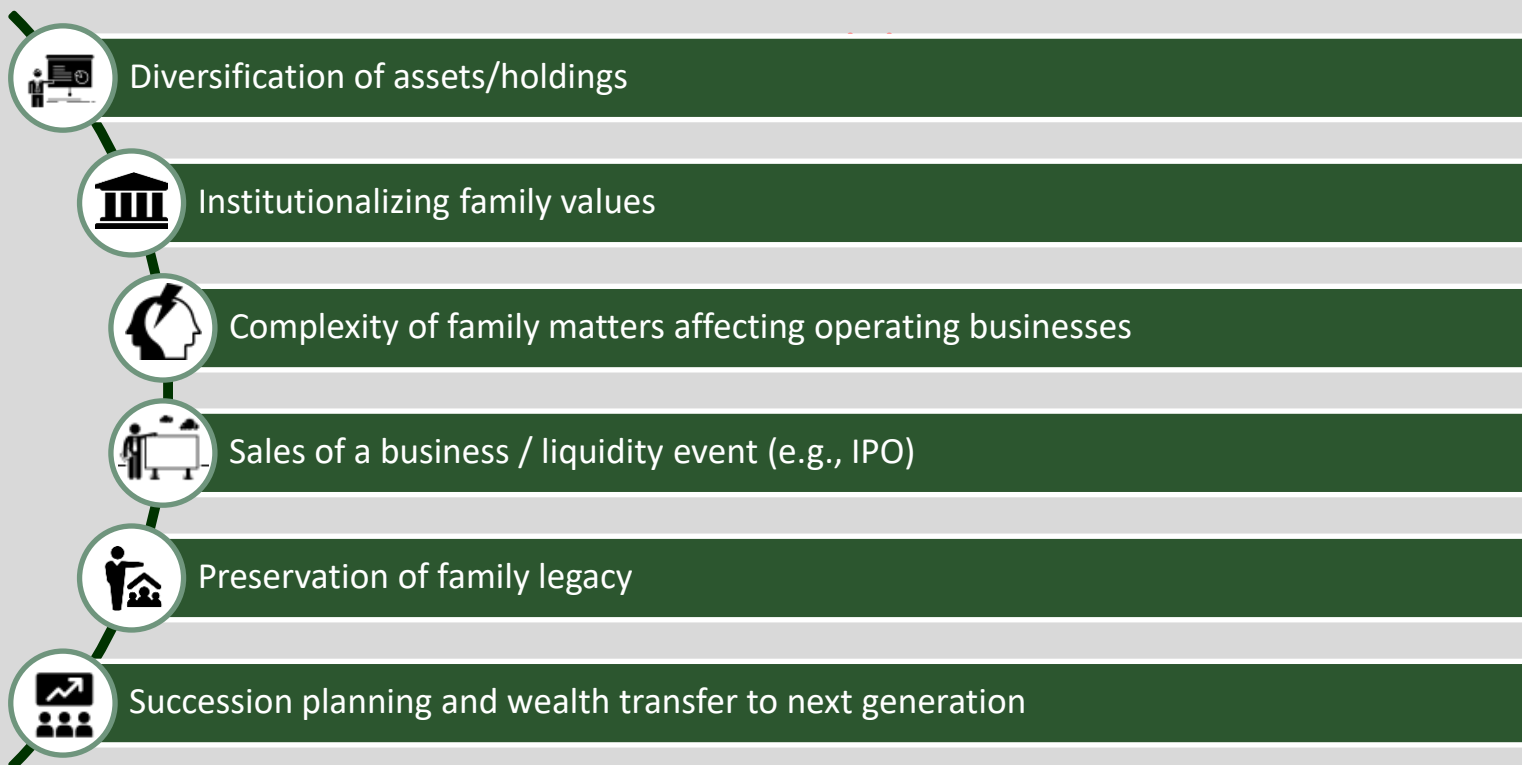 Diversification of assets/holdings
Institutionalizing family values
Complexity of family matters affecting operating businesses
Sales of a business / liquidity event (e.g., IPO)
Preservation of family legacy
Succession planning and wealth transfer to next generation